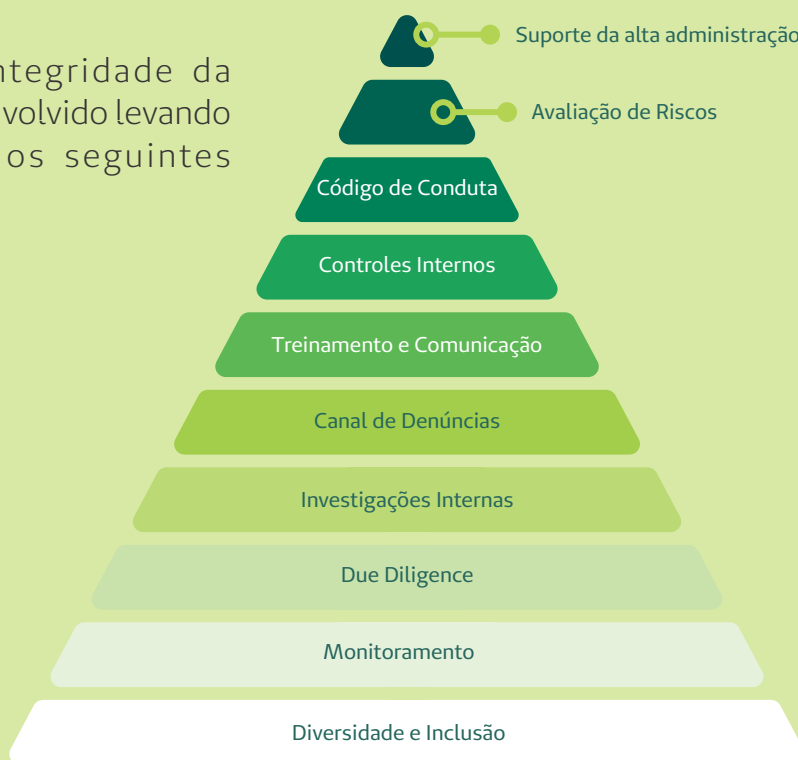 ntegridade da
volvido levando
os seguintes
Suporte da alta administração
Avaliação de Riscos
Código de Conduta
Controles Internos
Treinamento e Comunicação
Canal de Denúncias
Investigações Internas
Due Diligence
Monitoramento
Diversidade e Inclusão